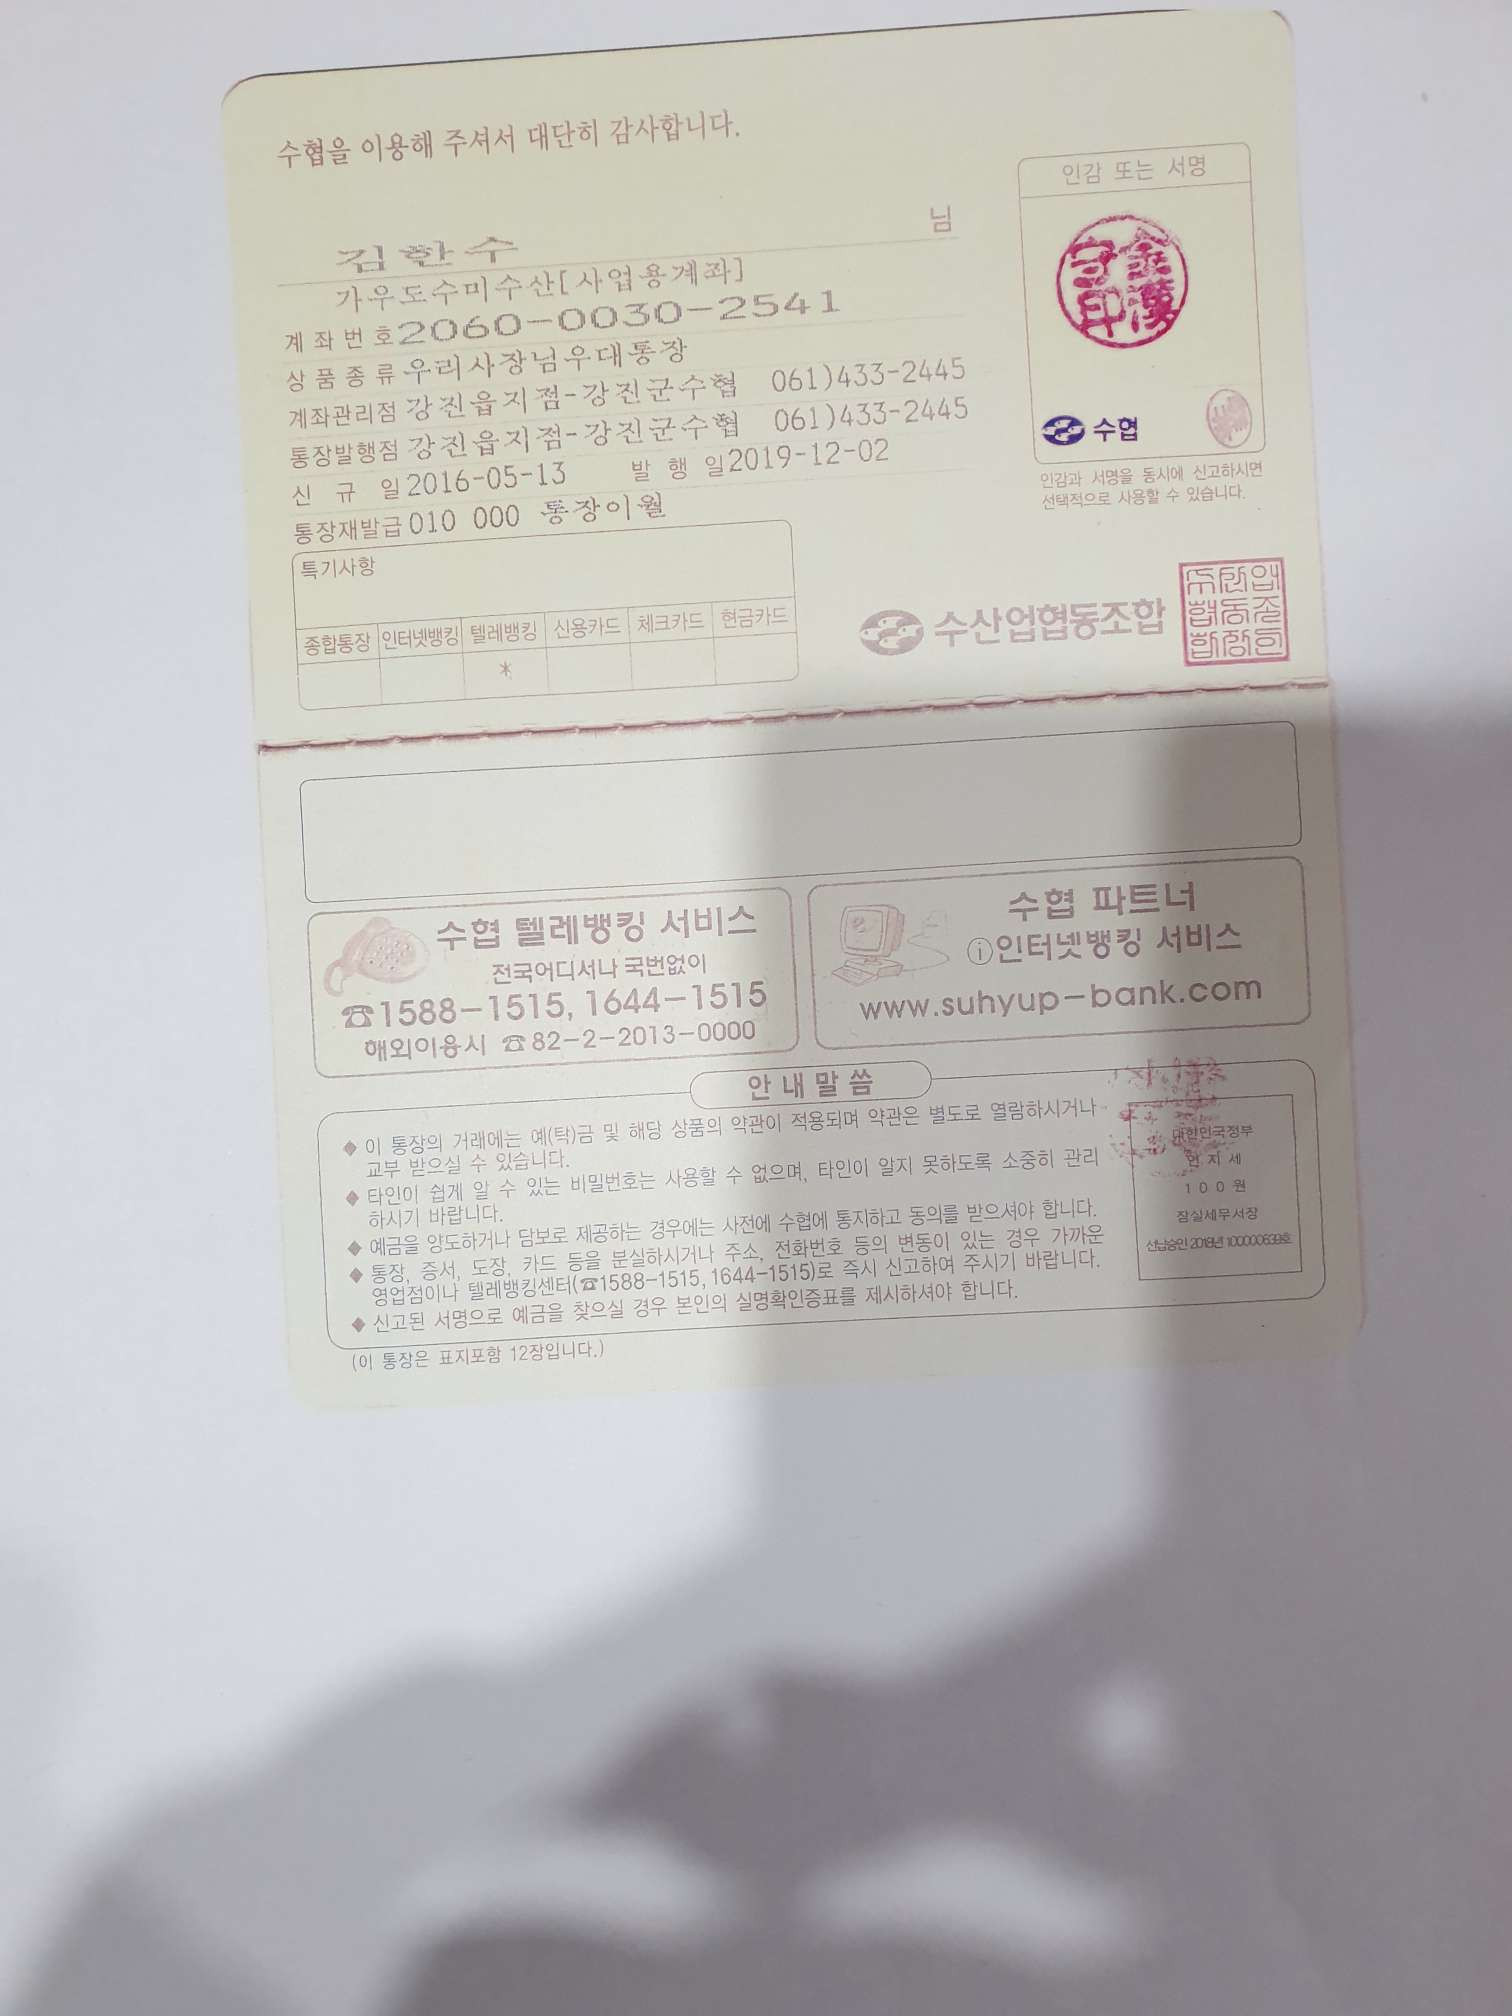 수협을 이용해 주셔서 대단히 감사합니다.
김한수 님
가우도수미수산[사업용계좌]
계 좌 번 호 2060-0030-2541
상 품 종 류 우리사장님우대통장
계좌관리점 강진읍지점-강진군수협 061)433-2445
통장발행점 강진읍지점-강진군수협 061)433-2445
신 규 일 2016-05-13 발 행 일 2019-12-02
통장재발급 010 000 통장이월
특기사항
종합통장 인터넷뱅킹 텔레뱅킹 신용카드 체크카드 현금카드
*
인감 또는 서명
수협
인감과 서명을 동시에 신고하시면
선택적으로 사용할 수 있습니다.
수산업협동조합
수협 텔레뱅킹 서비스
전국어디서나 국번없이
☎1588-1515, 1644-1515
해외이용시 ☎82-2-2013-0000
수협 파트너
ⓘ인터넷뱅킹 서비스
www.suhyup-bank.com
안 내 말 씀
◆ 이 통장의 거래에는 예(탁)금 및 해당 상품의 약관이 적용되며 약관은 별도로 열람하시거나
교부 받으실 수 있습니다.
◆ 타인이 쉽게 알 수 있는 비밀번호는 사용할 수 없으며, 타인이 알지 못하도록 소중히 관리
하시기 바랍니다.
◆ 예금을 양도하거나 담보로 제공하는 경우에는 사전에 수협에 통지하고 동의를 받으셔야 합니다.
◆ 통장, 증서, 도장, 카드 등을 분실하시거나 주소, 전화번호 등의 변동이 있는 경우 가까운
영업점이나 텔레뱅킹센터(☎1588-1515, 1644-1515)로 즉시 신고하여 주시기 바랍니다.
◆ 신고된 서명으로 예금을 찾으실 경우 본인의 실명확인증표를 제시하셔야 합니다.
(이 통장은 표지포함 12장입니다.)
대한민국정부
인 지 세
1 0 0 원
잠실세무서장
선납승인 2018년 100000639호